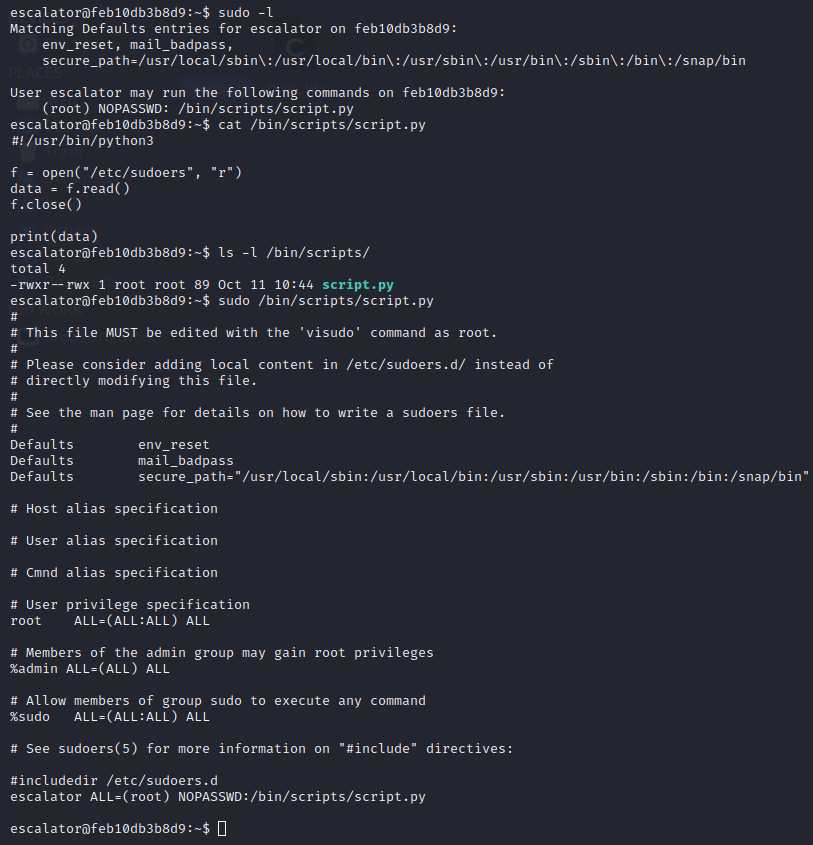 escalator@feb10db3b8d9:~$ sudo -l
Matching Defaults entries for escalator on feb10db3b8d9:
    env_reset, mail_badpass,
    secure_path=/usr/local/sbin\:/usr/local/bin\:/usr/sbin\:/usr/bin\:/sbin\:/bin\:/snap/bin

User escalator may run the following commands on feb10db3b8d9:
    (root) NOPASSWD: /bin/scripts/script.py
escalator@feb10db3b8d9:~$ cat /bin/scripts/script.py
#!/usr/bin/python3

f = open("/etc/sudoers", "r")
data = f.read()
f.close()

print(data)
escalator@feb10db3b8d9:~$ ls -l /bin/scripts/
total 4
-rwxr--rwx 1 root root 89 Oct 11 10:44 script.py
escalator@feb10db3b8d9:~$ sudo /bin/scripts/script.py
#
# This file MUST be edited with the 'visudo' command as root.
#
# Please consider adding local content in /etc/sudoers.d/ instead of
# directly modifying this file.
#
# See the man page for details on how to write a sudoers file.
#
Defaults        env_reset
Defaults        mail_badpass
Defaults        secure_path="/usr/local/sbin:/usr/local/bin:/usr/sbin:/usr/bin:/sbin:/bin:/snap/bin"

# Host alias specification

# User alias specification

# Cmnd alias specification

# User privilege specification
root    ALL=(ALL:ALL) ALL

# Members of the admin group may gain root privileges
%admin ALL=(ALL) ALL

# Allow members of group sudo to execute any command
%sudo   ALL=(ALL:ALL) ALL

# See sudoers(5) for more information on "#include" directives:

#includedir /etc/sudoers.d
escalator ALL=(root) NOPASSWD:/bin/scripts/script.py

escalator@feb10db3b8d9:~$